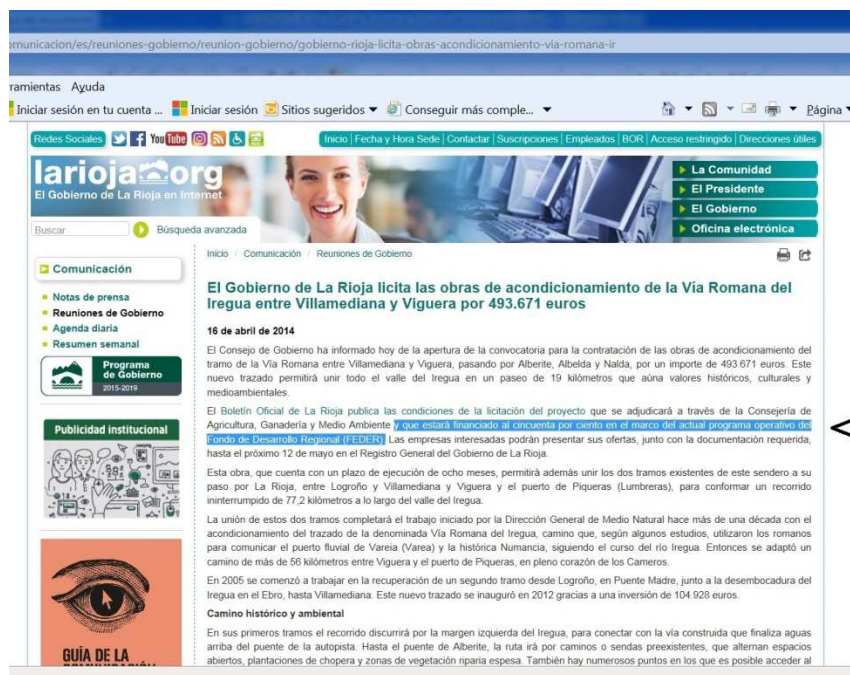 omunicacion/es/reuniones-gobierno/reunion-gobierno/gobierno-rioja-licita-obras-acondicionamiento-via-romana-ir
ramientas Ayuda
Iniciar sesión en tu cuenta ... Iniciar sesión Sitios sugeridos Conseguir más comple... Página
Redes Sociales YouTube Inicio | Fecha y Hora Sede | Contactar | Suscripciones | Empleados | BOR | Acceso restringido | Direcciones útiles
larioja.org
El Gobierno de La Rioja en Internet
La Comunidad
El Presidente
El Gobierno
Oficina electrónica
Buscar Búsqueda avanzada
Inicio / Comunicación / Reuniones de Gobierno
Comunicación
Notas de prensa
Reuniones de Gobierno
Agenda diaria
Resumen semanal
Programa
de Gobierno
2015-2019
Publicidad institucional
GUÍA DE LA
El Gobierno de La Rioja licita las obras de acondicionamiento de la Vía Romana del
Iregua entre Villamediana y Viguera por 493.671 euros
16 de abril de 2014
El Consejo de Gobierno ha informado hoy de la apertura de la convocatoria para la contratación de las obras de acondicionamiento del
tramo de la Vía Romana entre Villamediana y Viguera, pasando por Alberite, Albelda y Nalda, por un importe de 493.671 euros. Este
nuevo trazado permitirá unir todo el valle del Iregua en un paseo de 19 kilómetros que aúna valores históricos, culturales y
medioambientales.
El Boletín Oficial de La Rioja publica las condiciones de la licitación del proyecto que se adjudicará a través de la Consejería de
Agricultura, Ganadería y Medio Ambiente y que estará financiado al cincuenta por ciento en el marco del actual programa operativo del
Fondo de Desarrollo Regional (FEDER). Las empresas interesadas podrán presentar sus ofertas, junto con la documentación requerida,
hasta el próximo 12 de mayo en el Registro General del Gobierno de La Rioja.
Esta obra, que cuenta con un plazo de ejecución de ocho meses, permitirá además unir los dos tramos existentes de este sendero a su
paso por La Rioja, entre Logroño y Villamediana y Viguera y el puerto de Piqueras (Lumbreras), para conformar un recorrido
ininterrumpido de 77,2 kilómetros a lo largo del valle del Iregua.
La unión de estos dos tramos completará el trabajo iniciado por la Dirección General de Medio Natural hace más de una década con el
acondicionamiento del trazado de la denominada Vía Romana del Iregua, camino que, según algunos estudios, utilizaron los romanos
para comunicar el puerto fluvial de Vareia (Varea) y la histórica Numancia, siguiendo el curso del río Iregua. Entonces se adaptó un
camino de más de 56 kilómetros entre Viguera y el puerto de Piqueras, en pleno corazón de los Cameros.
En 2005 se comenzó a trabajar en la recuperación de un segundo tramo desde Logroño, en Puente Madre, junto a la desembocadura del
Iregua en el Ebro, hasta Villamediana. Este nuevo trazado se inauguró en 2012 gracias a una inversión de 104.928 euros.
Camino histórico y ambiental
En sus primeros tramos el recorrido discurrirá por la margen izquierda del Iregua, para conectar con la vía construida que finaliza aguas
arriba del puente de la autopista. Hasta el puente de Alberite, la ruta irá por caminos o sendas preexistentes, que alternan espacios
abiertos, plantaciones de chopera y zonas de vegetación riparia espesa. También hay numerosos puntos en los que es posible acceder al